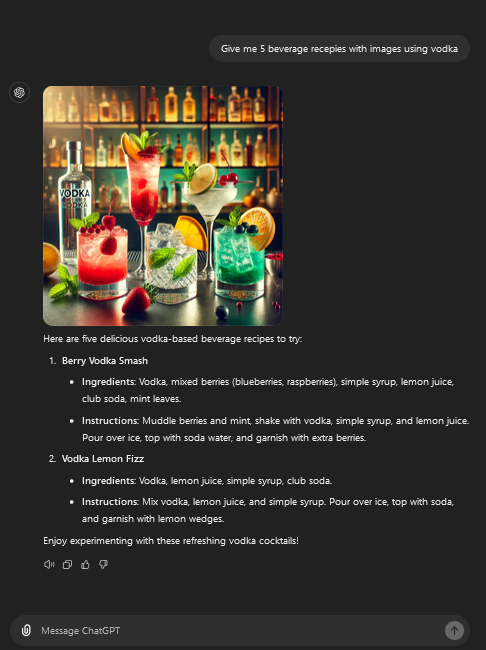 Give me 5 beverage recepies with images using vodka
VODKA
Here are five delicious vodka-based beverage recipes to try:
1. Berry Vodka Smash
• Ingredients: Vodka, mixed berries (blueberries, raspberries), simple syrup, lemon juice,
club soda, mint leaves.
• Instructions: Muddle berries and mint, shake with vodka, simple syrup, and lemon juice.
Pour over ice, top with soda water, and garnish with extra berries.
2. Vodka Lemon Fizz
• Ingredients: Vodka, lemon juice, simple syrup, club soda.
• Instructions: Mix vodka, lemon juice, and simple syrup. Pour over ice, top with soda,
and garnish with lemon wedges.
Enjoy experimenting with these refreshing vodka cocktails!
Message ChatGPT